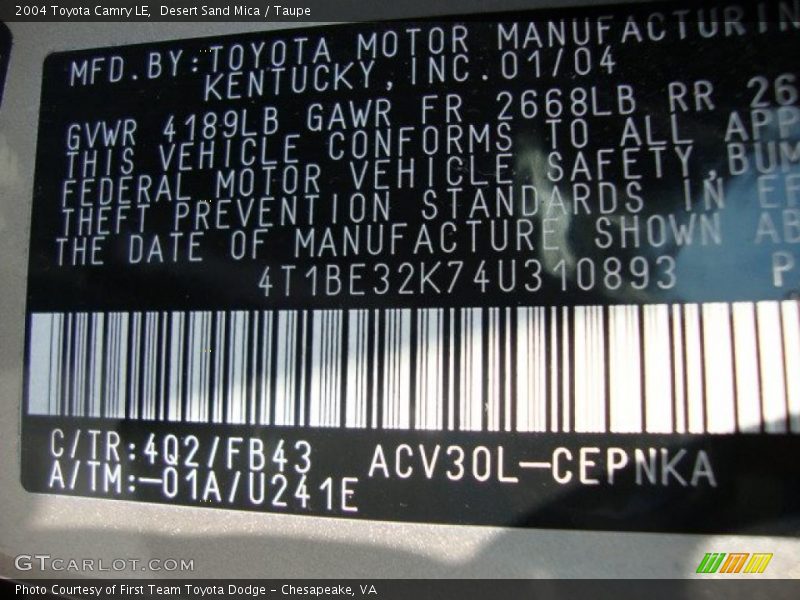 2004 Toyota Camry LE, Desert Sand Mica / Taupe
MFD.BY:TOYOTA MOTOR MANUFACTURIN
KENTUCKY,INC.01/04
GVWR 4189LB GAWR FR 2668LB RR 26
THIS VEHICLE CONFORMS TO ALL APP
FEDERAL MOTOR VEHICLE SAFETY,BUM
THEFT PREVENTION STANDARDS IN EF
THE DATE OF MANUFACTURE SHOWN AB
4T1BE32K74U310893 P
C/TR:4Q2/FB43 ACV30L-CEPNKA
A/TM:-01A/U241E
GTCARLOT.COM
Photo Courtesy of First Team Toyota Dodge - Chesapeake, VA